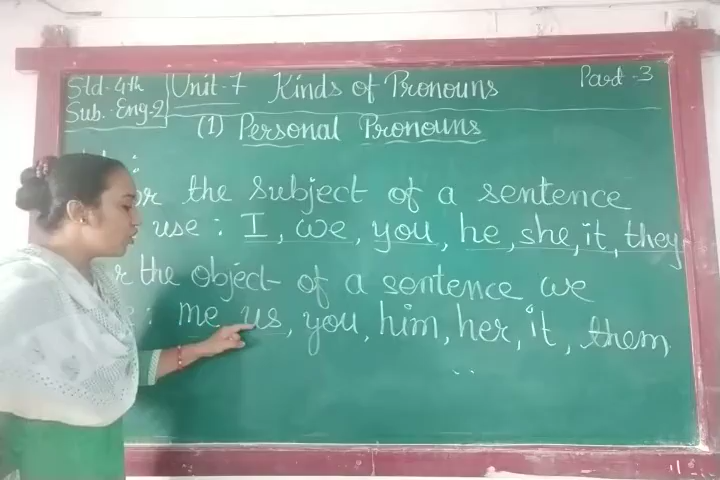 Std-4th
Sub. Eng-2
Unit-7 Kinds of Pronouns
Part-3
(1) Personal Pronouns
the subject of a sentence
use : I, we, you, he, she, it, they
the object of a sentence we
: me us, you, him, her, it, them